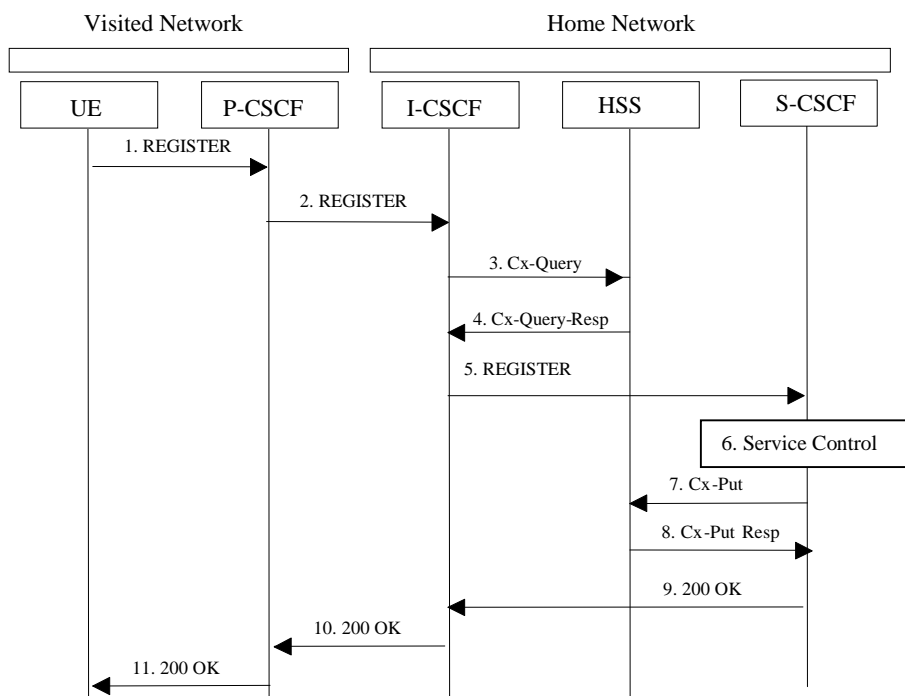 Visited Network
Home Network
UE
P-CSCF
I-CSCF
HSS
S-CSCF
1. REGISTER
2. REGISTER
3. Cx-Query
4. Cx-Query-Resp
5. REGISTER
6. Service Control
7. Cx-Put
8. Cx-Put Resp
9. 200 OK
10. 200 OK
11. 200 OK